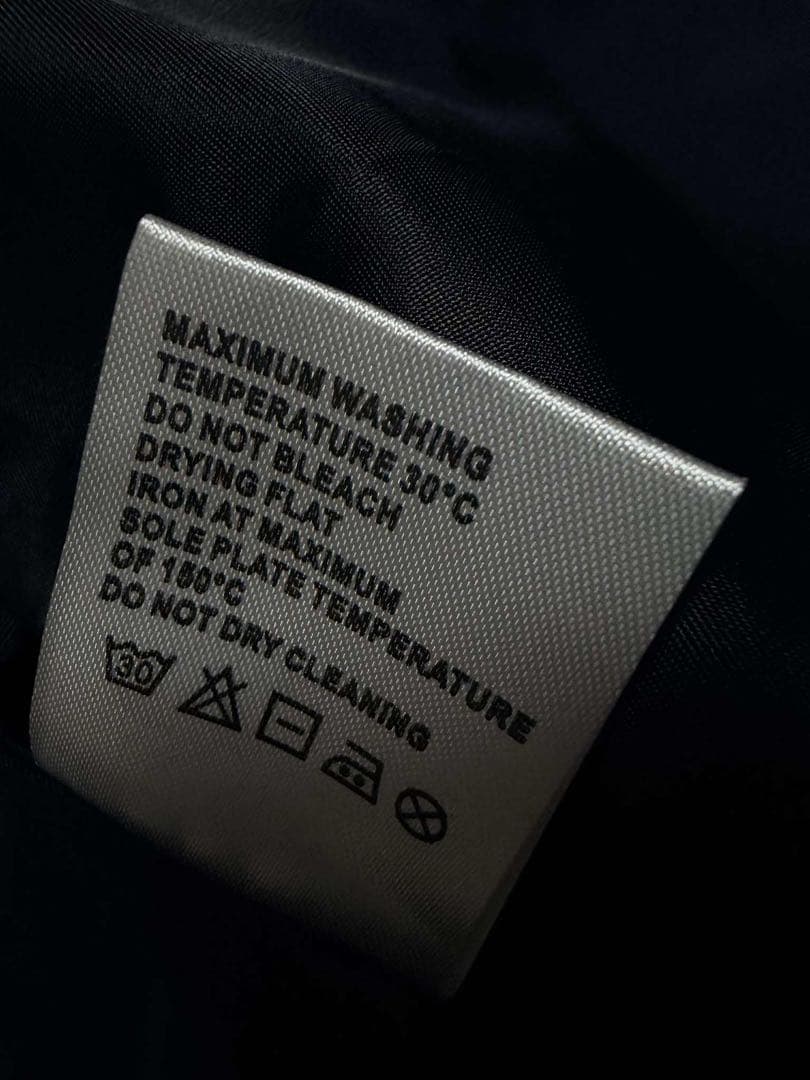 MAXIMUM WASHING
TEMPERATURE 30°C
DO NOT BLEACH
DRYING FLAT
IRON AT MAXIMUM
SOLE PLATE TEMPERATURE
OF 150°C
DO NOT DRY CLEANING
30